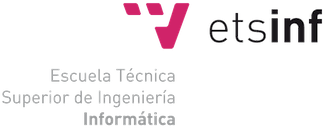 etsinf
Escuela Técnica
Superior de Ingeniería
Informática